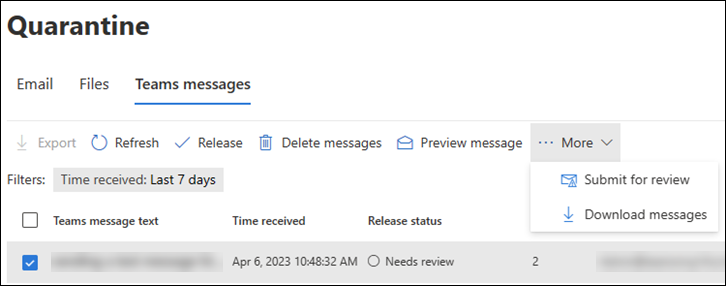 Quarantine
Email Files Teams messages
Export Refresh Release Delete messages Preview message ... More
Filters: Time received: Last 7 days
Submit for review
Download messages
Teams message text Time received Release status
Apr 6, 2023 10:48:32 AM Needs review 2